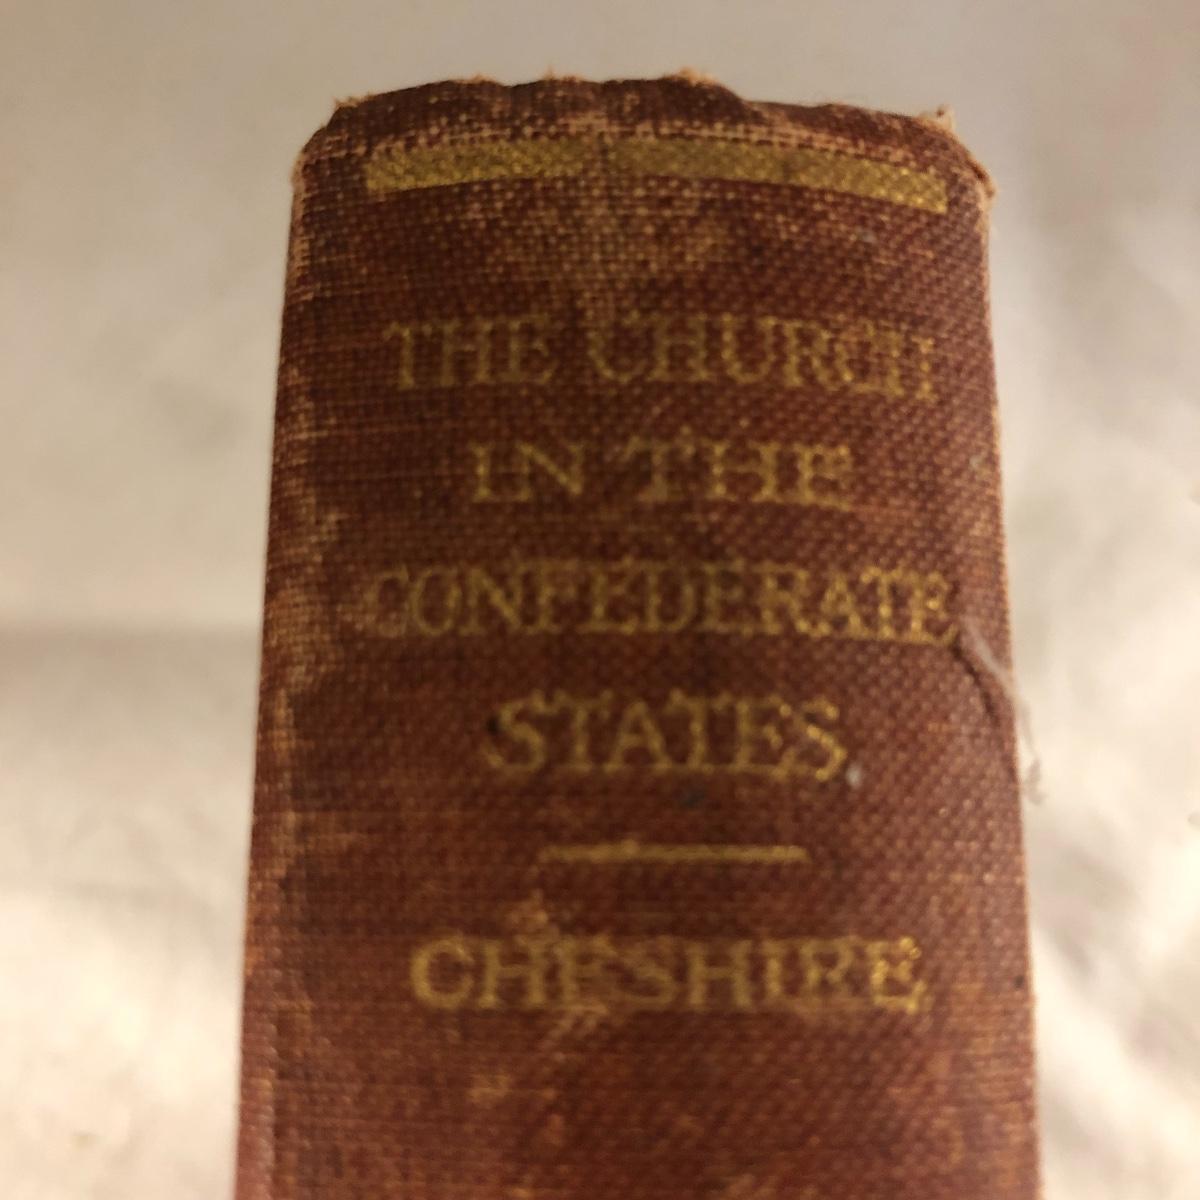 THE CHURCH
IN THE
CONFEDERATE
STATES
CHESHIRE